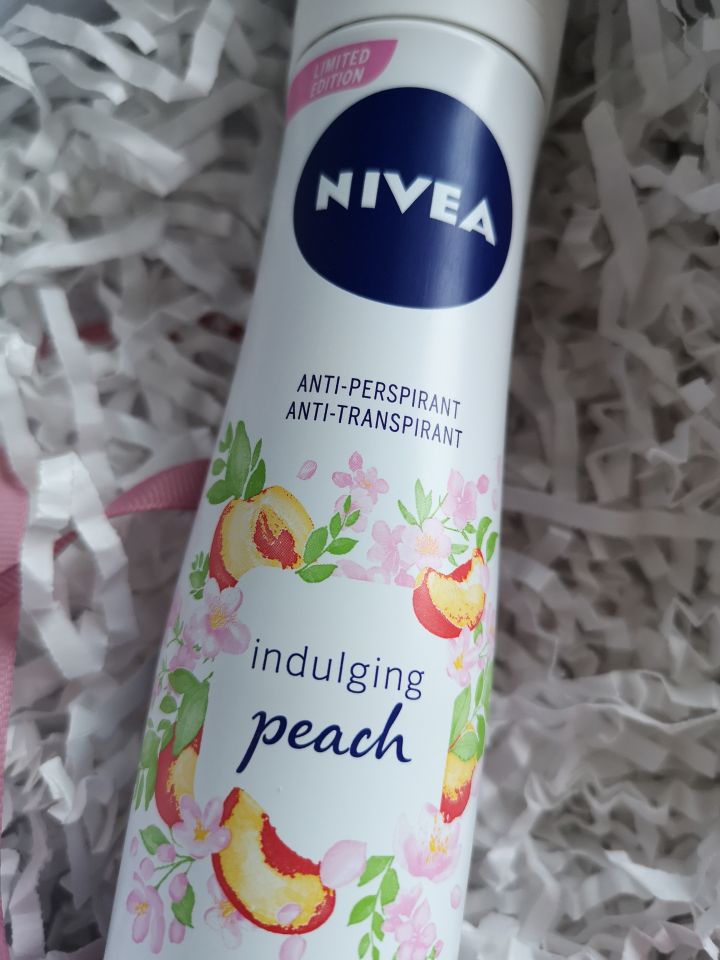 LIMITED
EDITION
NIVEA
ANTI-PERSPIRANT
ANTI-TRANSPIRANT
indulging
peach